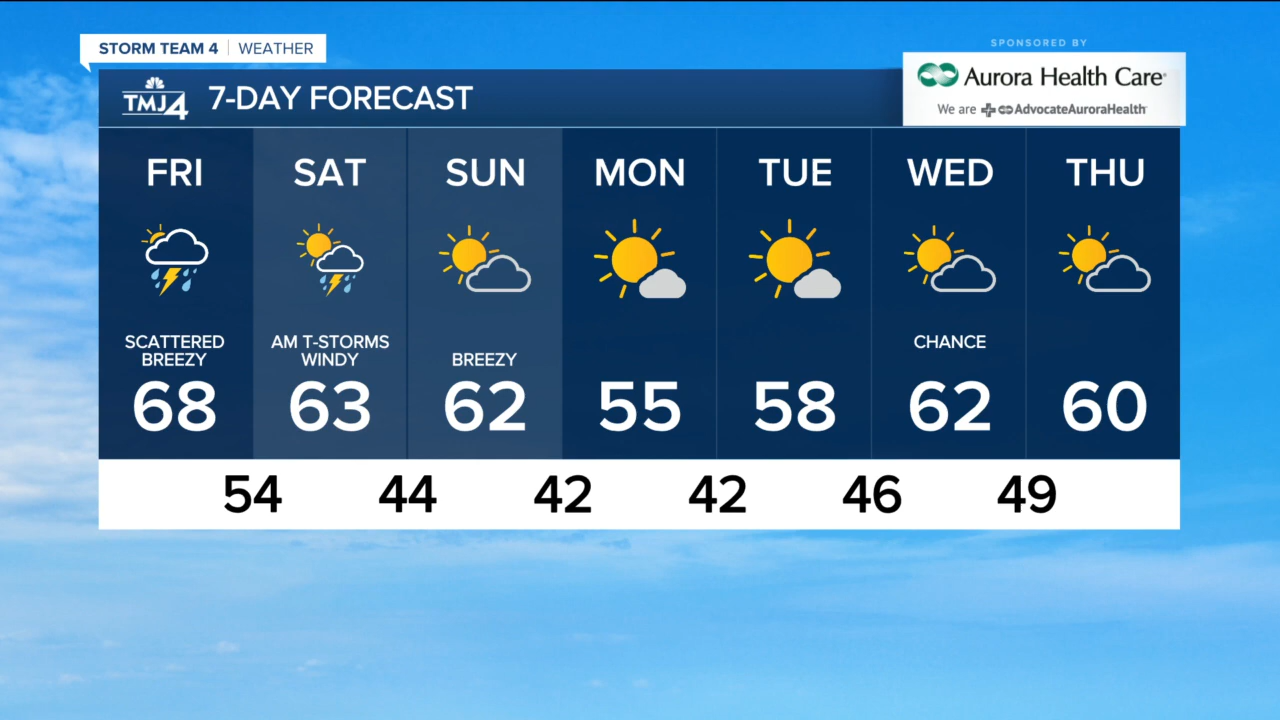 STORM TEAM 4 | WEATHER
SPONSORED BY
TMJ4 7-DAY FORECAST
Aurora Health Care®
We are AdvocateAuroraHealth
FRI SAT SUN MON TUE WED THU
SCATTERED AM T-STORMS CHANCE
BREEZY WINDY BREEZY
68 63 62 55 58 62 60
54 44 42 42 46 49